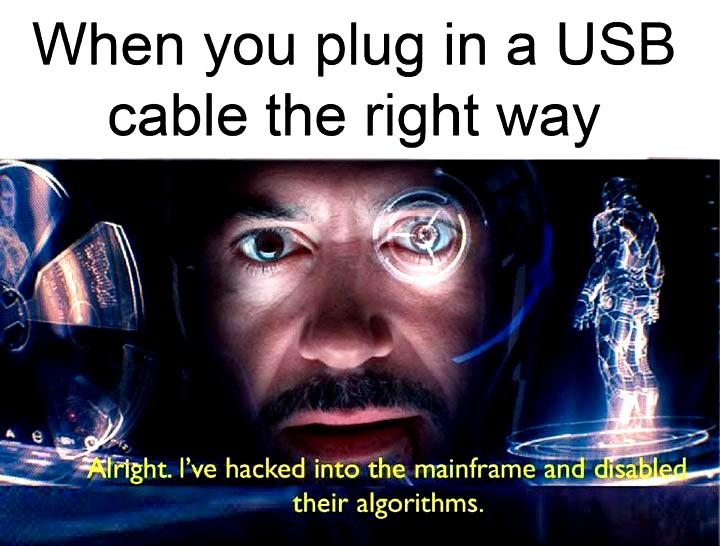 When you plug in a USB
cable the right way
Alright. I've hacked into the mainframe and disabled
their algorithms.